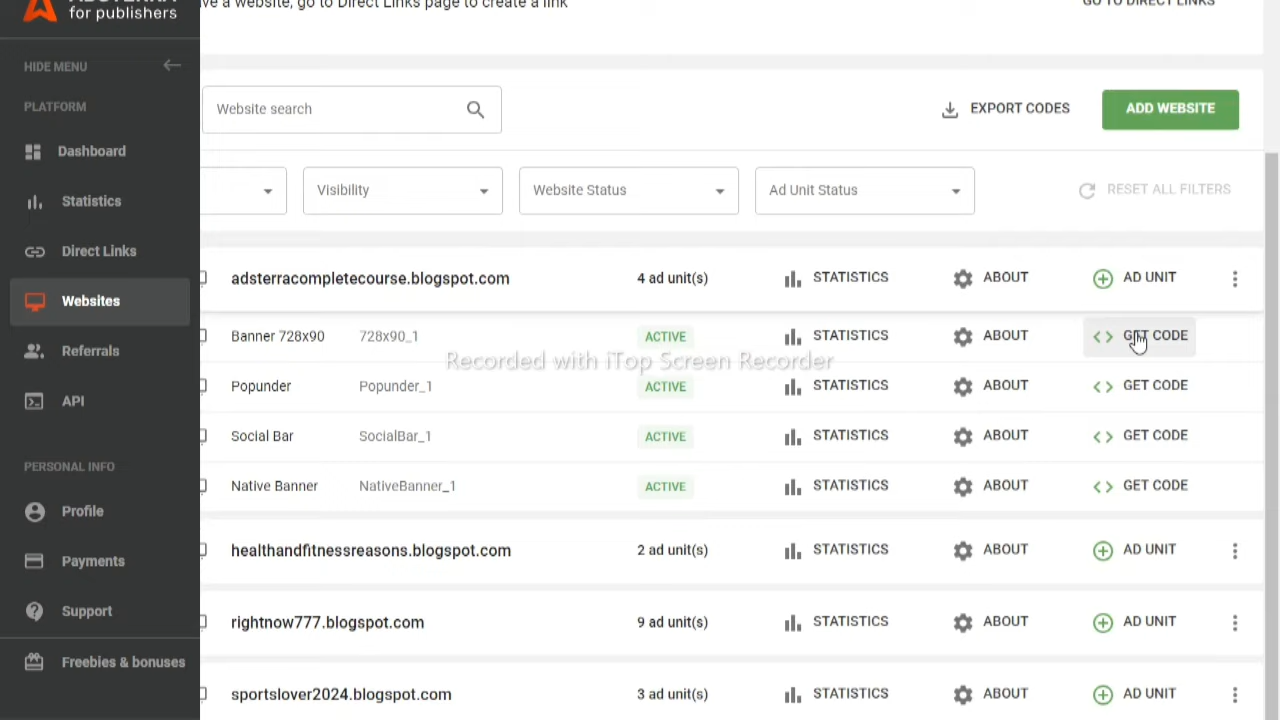 for publishers
ve a website, go to Direct Links page to create a link
HIDE MENU
PLATFORM
Dashboard
Statistics
Direct Links
Websites
Referrals
API
PERSONAL INFO
Profile
Payments
Support
Freebies & bonuses
Website search
EXPORT CODES
ADD WEBSITE
Visibility
Website Status
Ad Unit Status
RESET ALL FILTERS
adsterracompletecourse.blogspot.com 4 ad unit(s) STATISTICS ABOUT AD UNIT
Banner 728x90 728x90_1 ACTIVE STATISTICS ABOUT GET CODE
Recorded with iTop Screen Recorder
Popunder Popunder_1 ACTIVE STATISTICS ABOUT GET CODE
Social Bar SocialBar_1 ACTIVE STATISTICS ABOUT GET CODE
Native Banner NativeBanner_1 ACTIVE STATISTICS ABOUT GET CODE
healthandfitnessreasons.blogspot.com 2 ad unit(s) STATISTICS ABOUT AD UNIT
rightnow777.blogspot.com 9 ad unit(s) STATISTICS ABOUT AD UNIT
sportslover2024.blogspot.com 3 ad unit(s) STATISTICS ABOUT AD UNIT